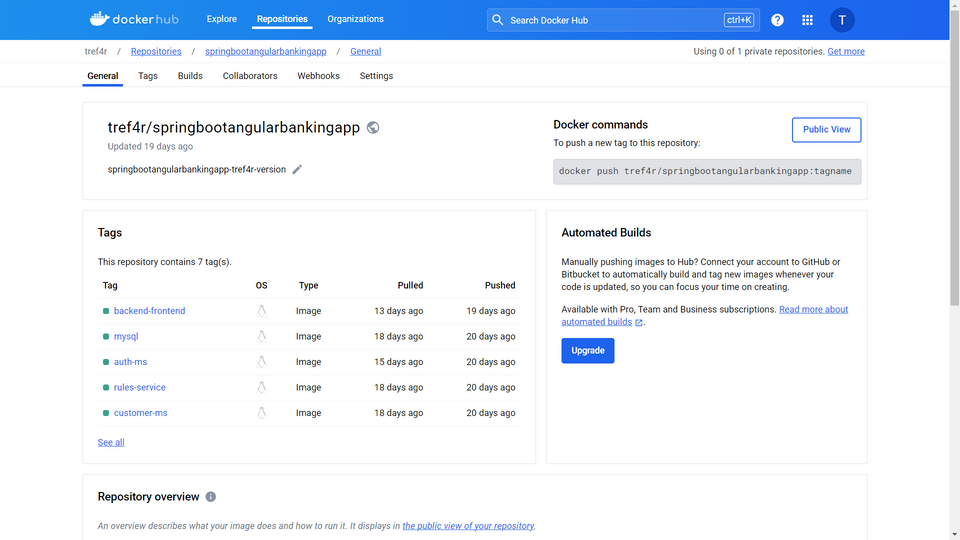 dockerhub
Explore
Repositories
Organizations
Search Docker Hub
ctrl+K
?
T
tref4r / Repositories / springbootangularbankingapp / General
Using 0 of 1 private repositories. Get more
General
Tags
Builds
Collaborators
Webhooks
Settings
tref4r/springbootangularbankingapp
Updated 19 days ago
springbootangularbankingapp-tref4r-version
Docker commands
Public View
To push a new tag to this repository:
docker push tref4r/springbootangularbankingapp:tagname
Tags
This repository contains 7 tag(s).
Tag OS Type Pulled Pushed
backend-frontend Image 13 days ago 19 days ago
mysql Image 18 days ago 20 days ago
auth-ms Image 15 days ago 20 days ago
rules-service Image 18 days ago 20 days ago
customer-ms Image 18 days ago 20 days ago
See all
Automated Builds
Manually pushing images to Hub? Connect your account to GitHub or
Bitbucket to automatically build and tag new images whenever your
code is updated, so you can focus your time on creating.
Available with Pro, Team and Business subscriptions. Read more about
automated builds .
Upgrade
Repository overview i
An overview describes what your image does and how to run it. It displays in the public view of your repository.